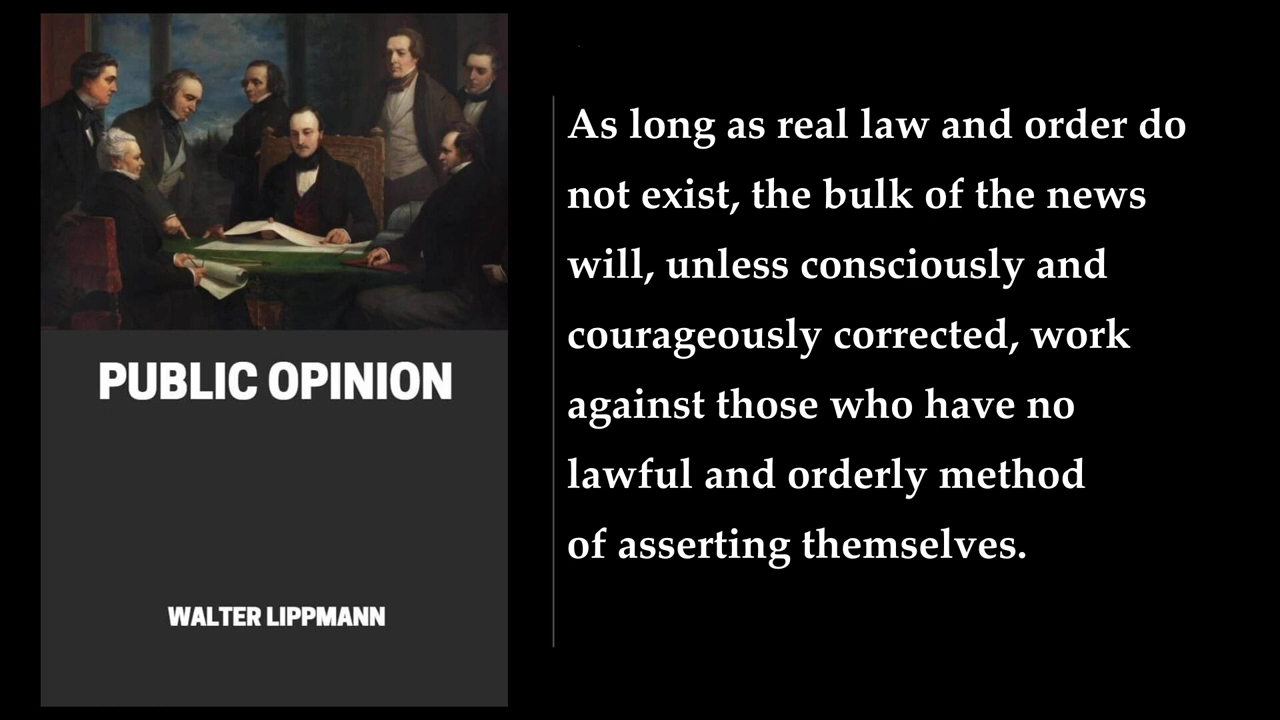 PUBLIC OPINION
WALTER LIPPMANN
As long as real law and order do
not exist, the bulk of the news
will, unless consciously and
courageously corrected, work
against those who have no
lawful and orderly method
of asserting themselves.